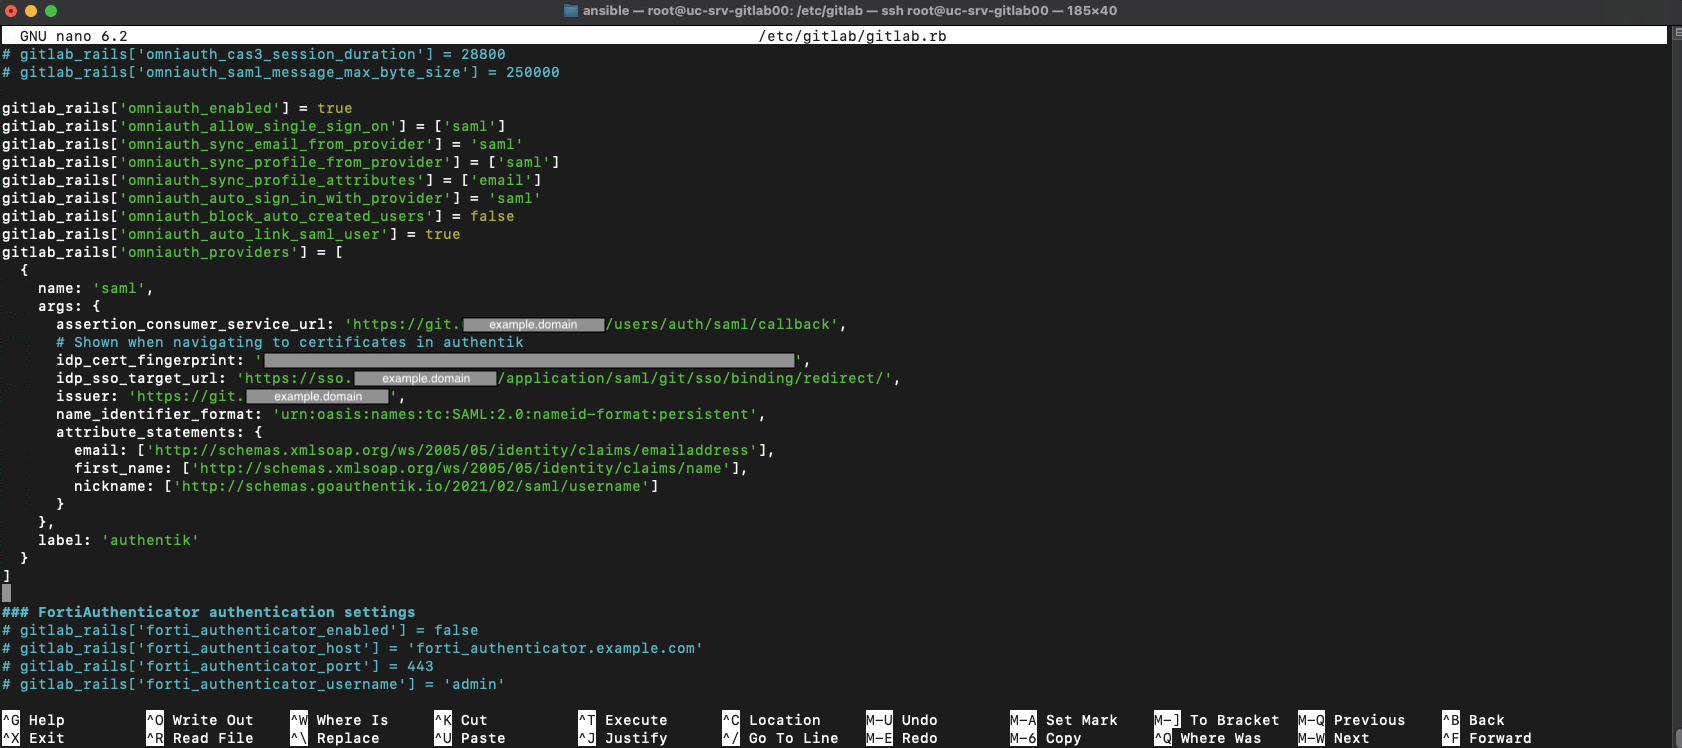 ansible — root@uc-srv-gitlab00: /etc/gitlab — ssh root@uc-srv-gitlab00 — 185×40
GNU nano 6.2 /etc/gitlab/gitlab.rb
# gitlab_rails['omniauth_cas3_session_duration'] = 28800
# gitlab_rails['omniauth_saml_message_max_byte_size'] = 250000
gitlab_rails['omniauth_enabled'] = true
gitlab_rails['omniauth_allow_single_sign_on'] = ['saml']
gitlab_rails['omniauth_sync_email_from_provider'] = 'saml'
gitlab_rails['omniauth_sync_profile_from_provider'] = ['saml']
gitlab_rails['omniauth_sync_profile_attributes'] = ['email']
gitlab_rails['omniauth_auto_sign_in_with_provider'] = 'saml'
gitlab_rails['omniauth_block_auto_created_users'] = false
gitlab_rails['omniauth_auto_link_saml_user'] = true
gitlab_rails['omniauth_providers'] = [
  {
    name: 'saml',
    args: {
      assertion_consumer_service_url: 'https://git.example.domain/users/auth/saml/callback',
      # Shown when navigating to certificates in authentik
      idp_cert_fingerprint: '',
      idp_sso_target_url: 'https://sso.example.domain/application/saml/git/sso/binding/redirect/',
      issuer: 'https://git.example.domain',
      name_identifier_format: 'urn:oasis:names:tc:SAML:2.0:nameid-format:persistent',
      attribute_statements: {
        email: ['http://schemas.xmlsoap.org/ws/2005/05/identity/claims/emailaddress'],
        first_name: ['http://schemas.xmlsoap.org/ws/2005/05/identity/claims/name'],
        nickname: ['http://schemas.goauthentik.io/2021/02/saml/username']
      }
    },
    label: 'authentik'
  }
]
### FortiAuthenticator authentication settings
# gitlab_rails['forti_authenticator_enabled'] = false
# gitlab_rails['forti_authenticator_host'] = 'forti_authenticator.example.com'
# gitlab_rails['forti_authenticator_port'] = 443
# gitlab_rails['forti_authenticator_username'] = 'admin'
^G Help ^O Write Out ^W Where Is ^K Cut ^T Execute ^C Location M-U Undo M-A Set Mark M-] To Bracket M-Q Previous ^B Back
^X Exit ^R Read File ^\ Replace ^U Paste ^J Justify ^/ Go To Line M-E Redo M-6 Copy ^Q Where Was M-W Next ^F Forward